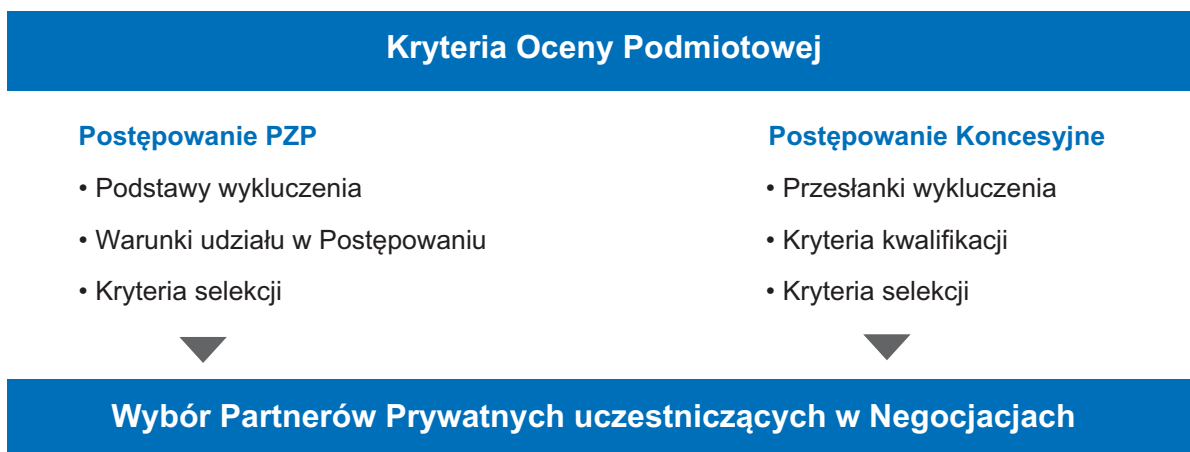 Kryteria Oceny Podmiotowej
Postępowanie PZP
• Podstawy wykluczenia
• Warunki udziału w Postępowaniu
• Kryteria selekcji
Postępowanie Koncesyjne
• Przesłanki wykluczenia
• Kryteria kwalifikacji
• Kryteria selekcji
Wybór Partnerów Prywatnych uczestniczących w Negocjacjach